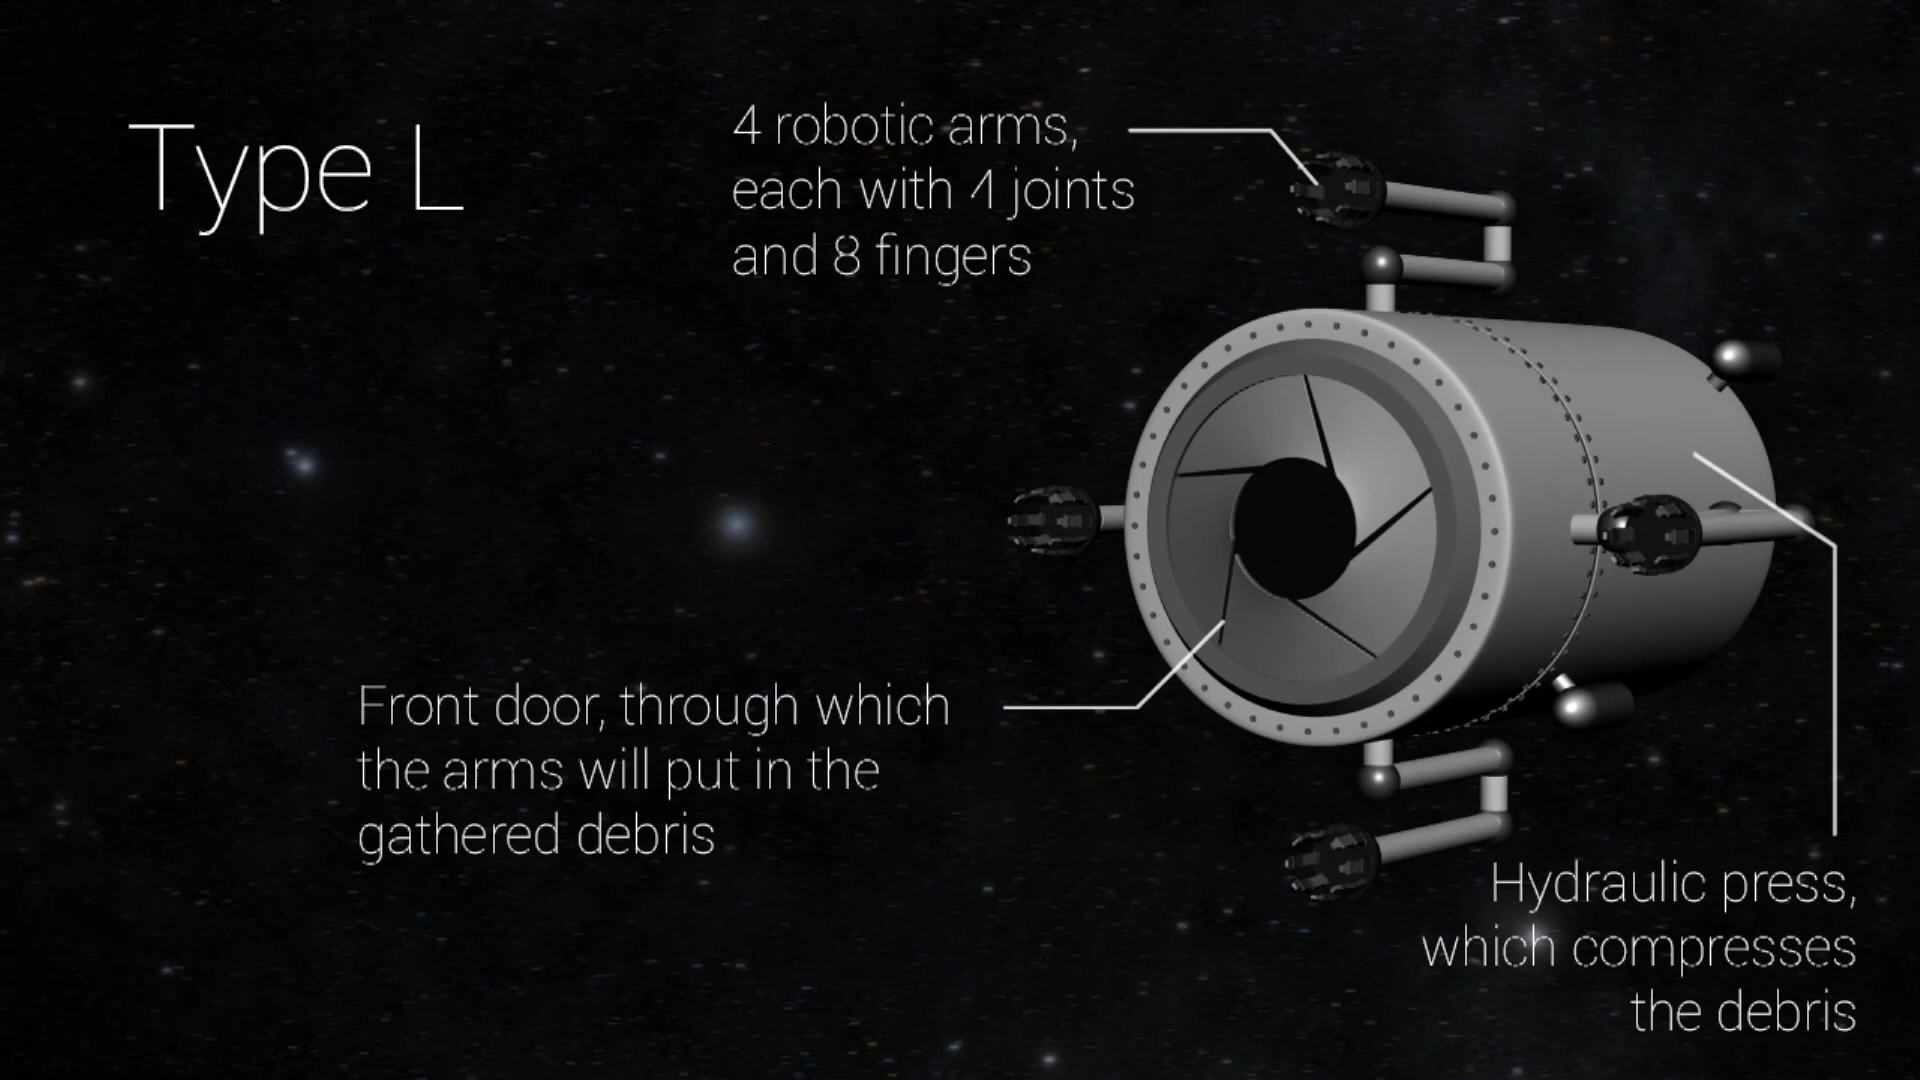 Type L
4 robotic arms,
each with 4 joints
and 8 fingers
Front door, through which
the arms will put in the
gathered debris
Hydraulic press,
which compresses
the debris